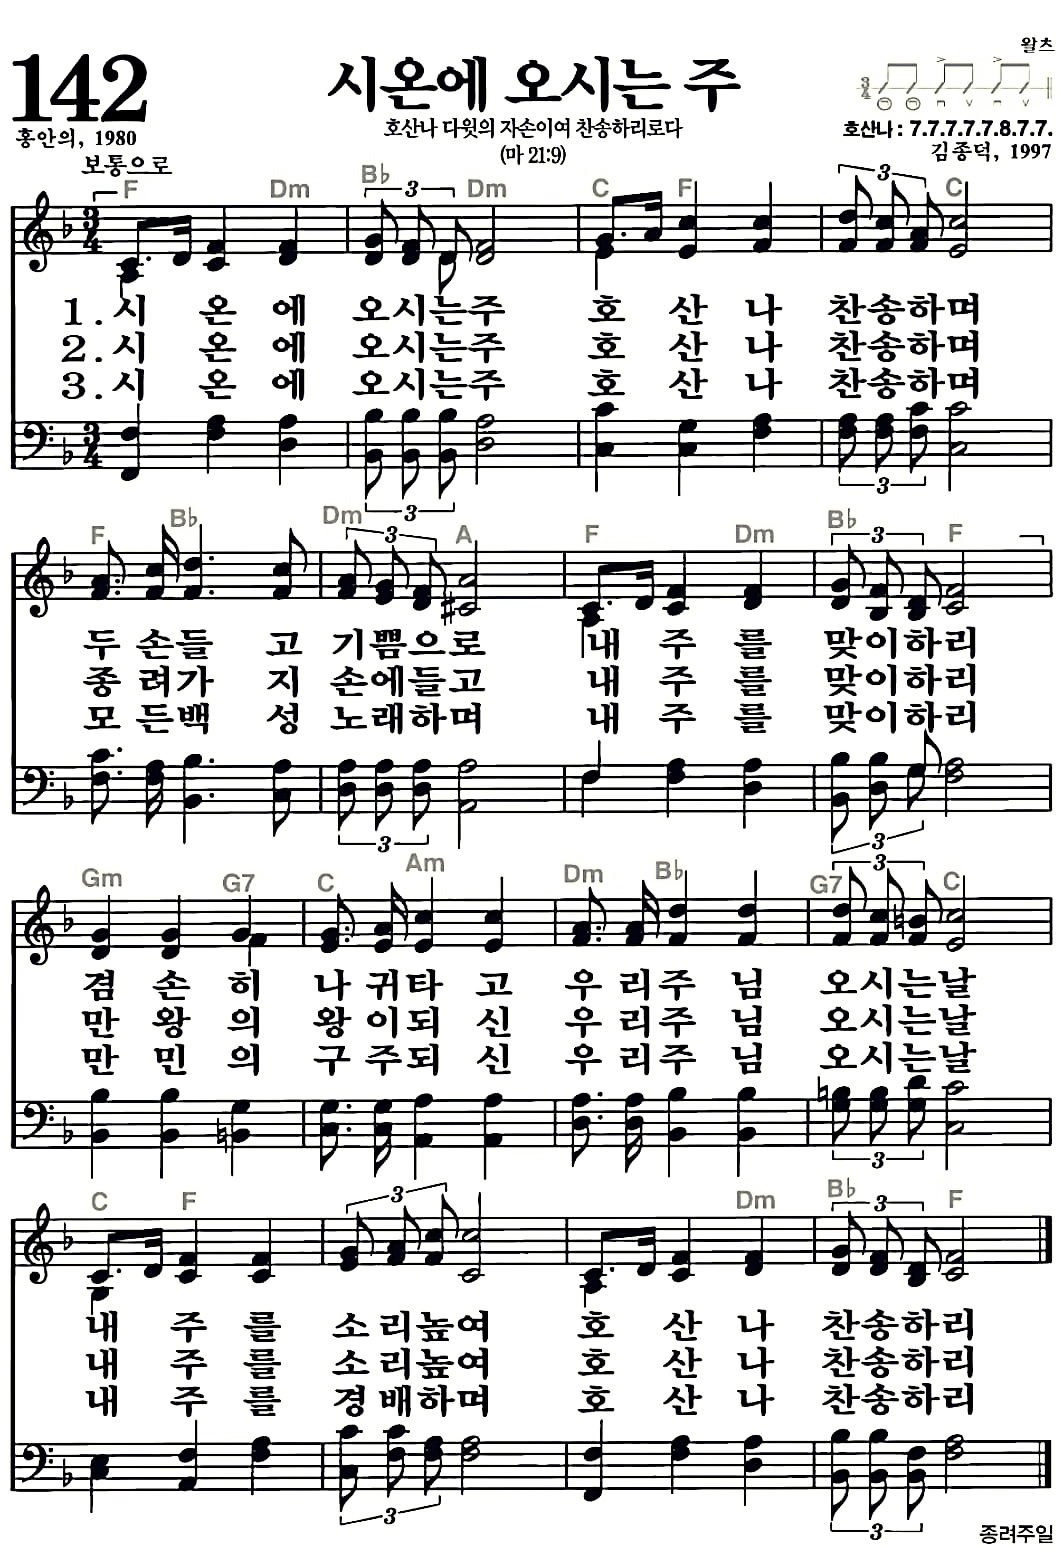 142
시온에 오시는 주
왈츠
호산나 다윗의 자손이여 찬송하리로다
(마 21:9)
홍안의, 1980
호산나 : 7.7.7.7.7.8.7.7.
김종덕, 1997
보통으로
F Dm B♭ 3 Dm C F 3 C
3/4
1.시 온 에 오시는주 호 산 나 찬송하며
2.시 온 에 오시는주 호 산 나 찬송하며
3.시 온 에 오시는주 호 산 나 찬송하며
3/4
3 3
F B♭ Dm 3 A F Dm B♭ 3 F
두 손들 고 기쁨으로 내 주 를 맞이하리
종 려가 지 손에들고 내 주 를 맞이하리
모 든백 성 노래하며 내 주 를 맞이하리
3 3
Gm G7 C Am Dm B♭ G7 3 C
겸 손 히 나 귀타 고 우 리주 님 오시는날
만 왕 의 왕 이되 신 우 리주 님 오시는날
만 민 의 구 주되 신 우 리주 님 오시는날
3
C F 3 Dm B♭ 3 F
내 주 를 소리높여 호 산 나 찬송하리
내 주 를 소리높여 호 산 나 찬송하리
내 주 를 경배하며 호 산 나 찬송하리
3 3
종려주일